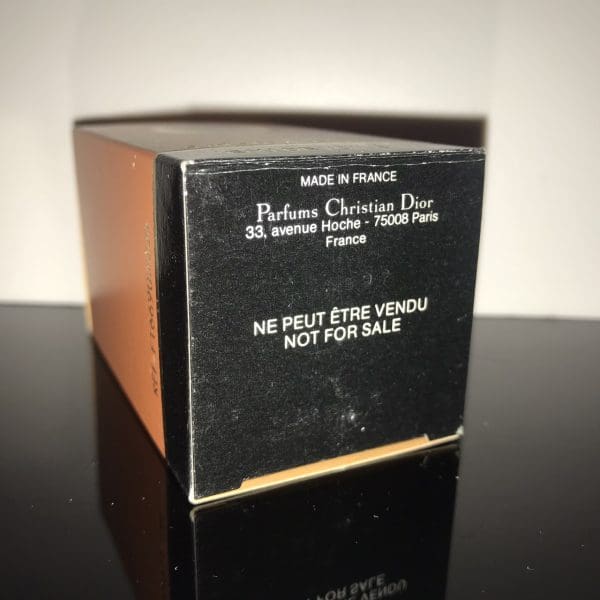 MADE IN FRANCE
Parfums Christian Dior
33, avenue Hoche - 75008 Paris
France
NE PEUT ÊTRE VENDU
NOT FOR SALE